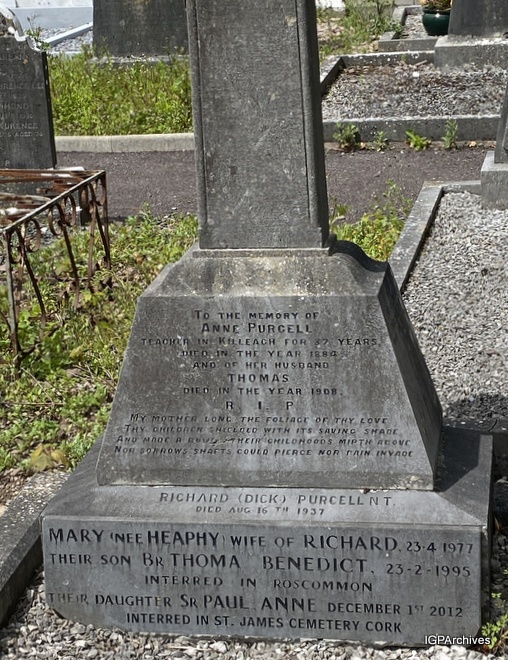 TO THE MEMORY OF
ANNE PURCELL
TEACHER IN KILLEAGH FOR 37 YEARS
DIED IN THE YEAR 1884
AND OF HER HUSBAND
THOMAS
DIED IN THE YEAR 1908.
R. I. P.
MY MOTHER LONG THE FOLIAGE OF THY LOVE
THY CHILDREN SHIELDED WITH ITS SAVING SHADE
AND MADE A THEIR CHILDHOODS MIRTH ABOVE
NOR SORROWS SHAFTS COULD PIERCE NOR PAIN INVADE
RICHARD (DICK) PURCELL N.T.
DIED AUG 16TH 1937
MARY (NEE HEAPHY) WIFE OF RICHARD. 23-4-1977
THEIR SON BR THOMA BENEDICT. 23-2-1995
INTERRED IN ROSCOMMON
THEIR DAUGHTER SR PAUL ANNE DECEMBER 1ST 2012
INTERRED IN ST. JAMES CEMETERY CORK
LAURENCE
IGPArchives